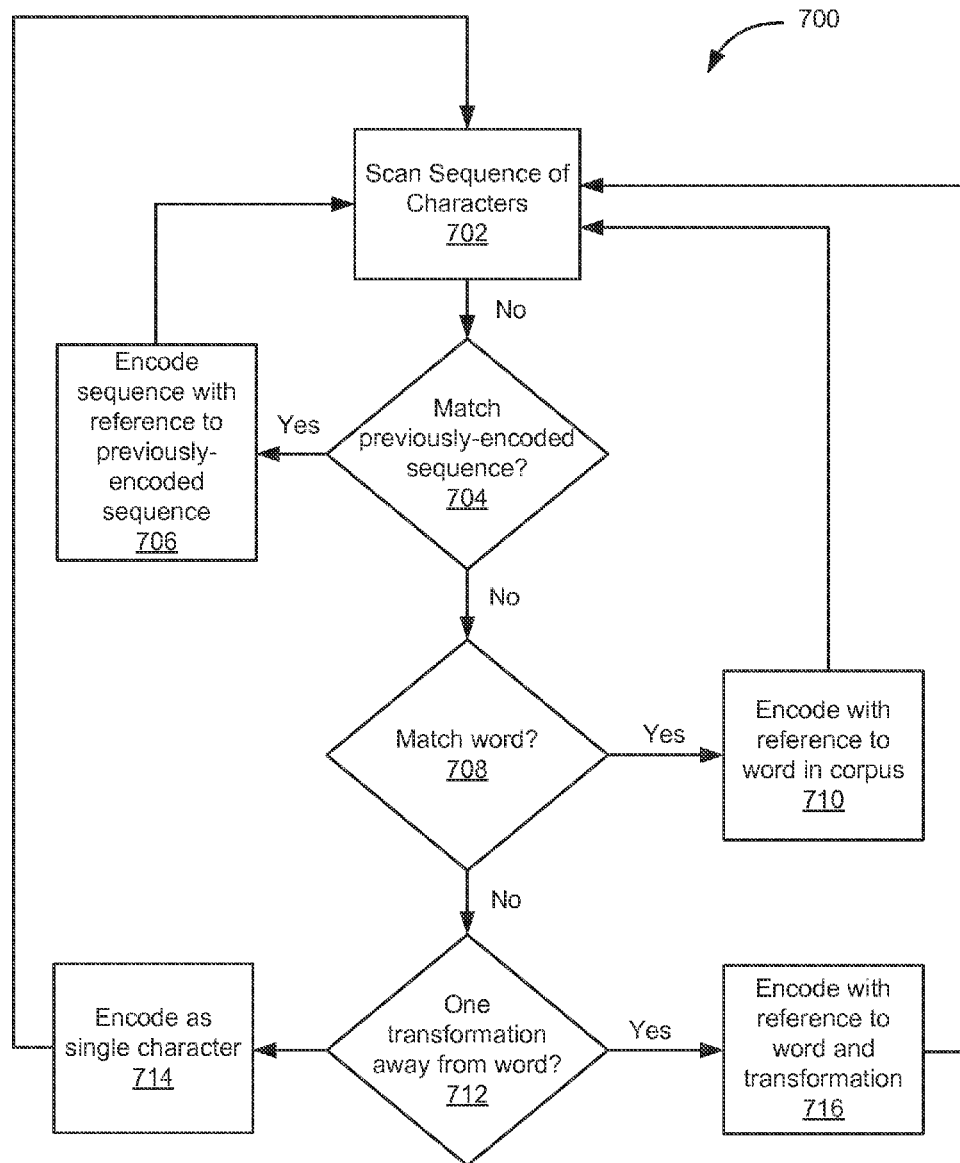 700
Scan Sequence of
Characters
702
No
Encode
sequence with
reference to
previously-
encoded
sequence
706
Yes
Match
previously-encoded
sequence?
704
No
Match word?
708
Yes
Encode with
reference to
word in corpus
710
No
Encode as
single character
714
One
transformation
away from word?
712
Yes
Encode with
reference to
word and
transformation
716